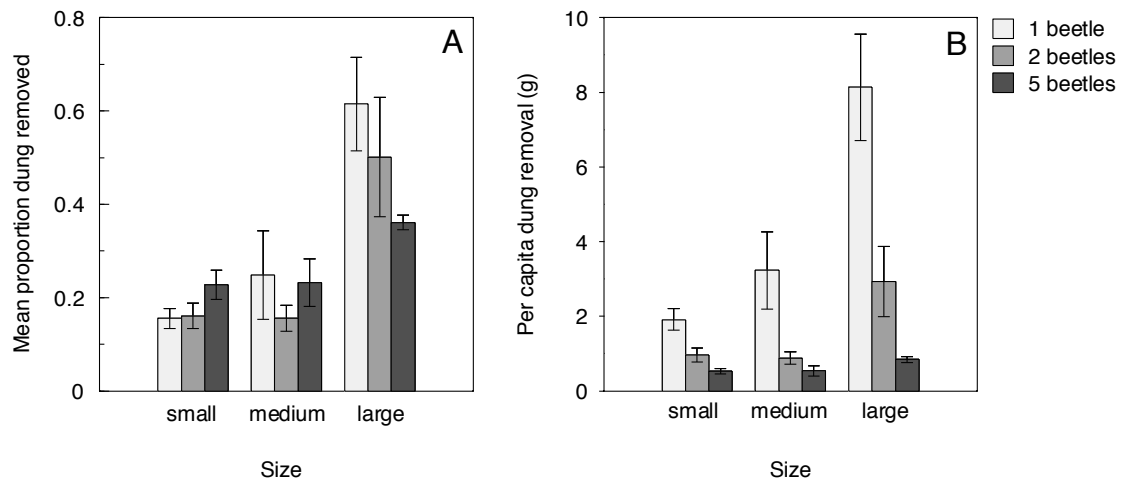 Mean proportion dung removed
0.8
0.6
0.4
0.2
0
A
small medium large
Size
Per capita dung removal (g)
10
8
6
4
2
0
B
small medium large
Size
1 beetle
2 beetles
5 beetles